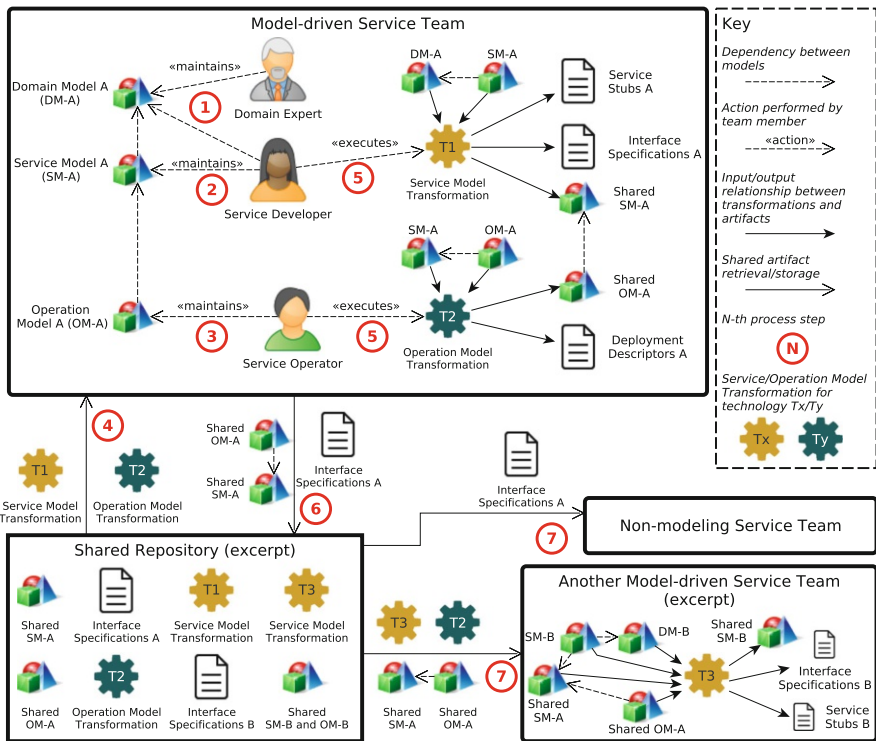 Model-driven Service Team
Domain Model A
(DM-A)
«maintains»
1
Domain Expert
Service Model A
(SM-A)
«maintains»
2
Service Developer
«executes»
5
DM-A
SM-A
T1
Service Model
Transformation
Service
Stubs A
Interface
Specifications A
Shared
SM-A
Operation
Model A (OM-A)
«maintains»
3
Service Operator
«executes»
5
SM-A
OM-A
T2
Operation Model
Transformation
Shared
OM-A
Deployment
Descriptors A
Key
Dependency between
models
Action performed by
team member
«action»
Input/output
relationship between
transformations and
artifacts
Shared artifact
retrieval/storage
N-th process step
N
Service/Operation Model
Transformation for
technology Tx/Ty
Tx
Ty
4
T1
Service Model
Transformation
T2
Operation Model
Transformation
Shared
OM-A
Shared
SM-A
Interface
Specifications A
6
Interface
Specifications A
7
Non-modeling Service Team
Shared Repository (excerpt)
Shared
SM-A
Interface
Specifications A
T1
Service Model
Transformation
T3
Service Model
Transformation
Shared
OM-A
T2
Operation Model
Transformation
Interface
Specifications B
Shared
SM-B and OM-B
T3
T2
7
Shared
SM-A
Shared
OM-A
Another Model-driven Service Team
(excerpt)
SM-B
DM-B
Shared
SM-A
Shared OM-A
T3
Shared
SM-B
Interface
Specifications B
Service
Stubs B